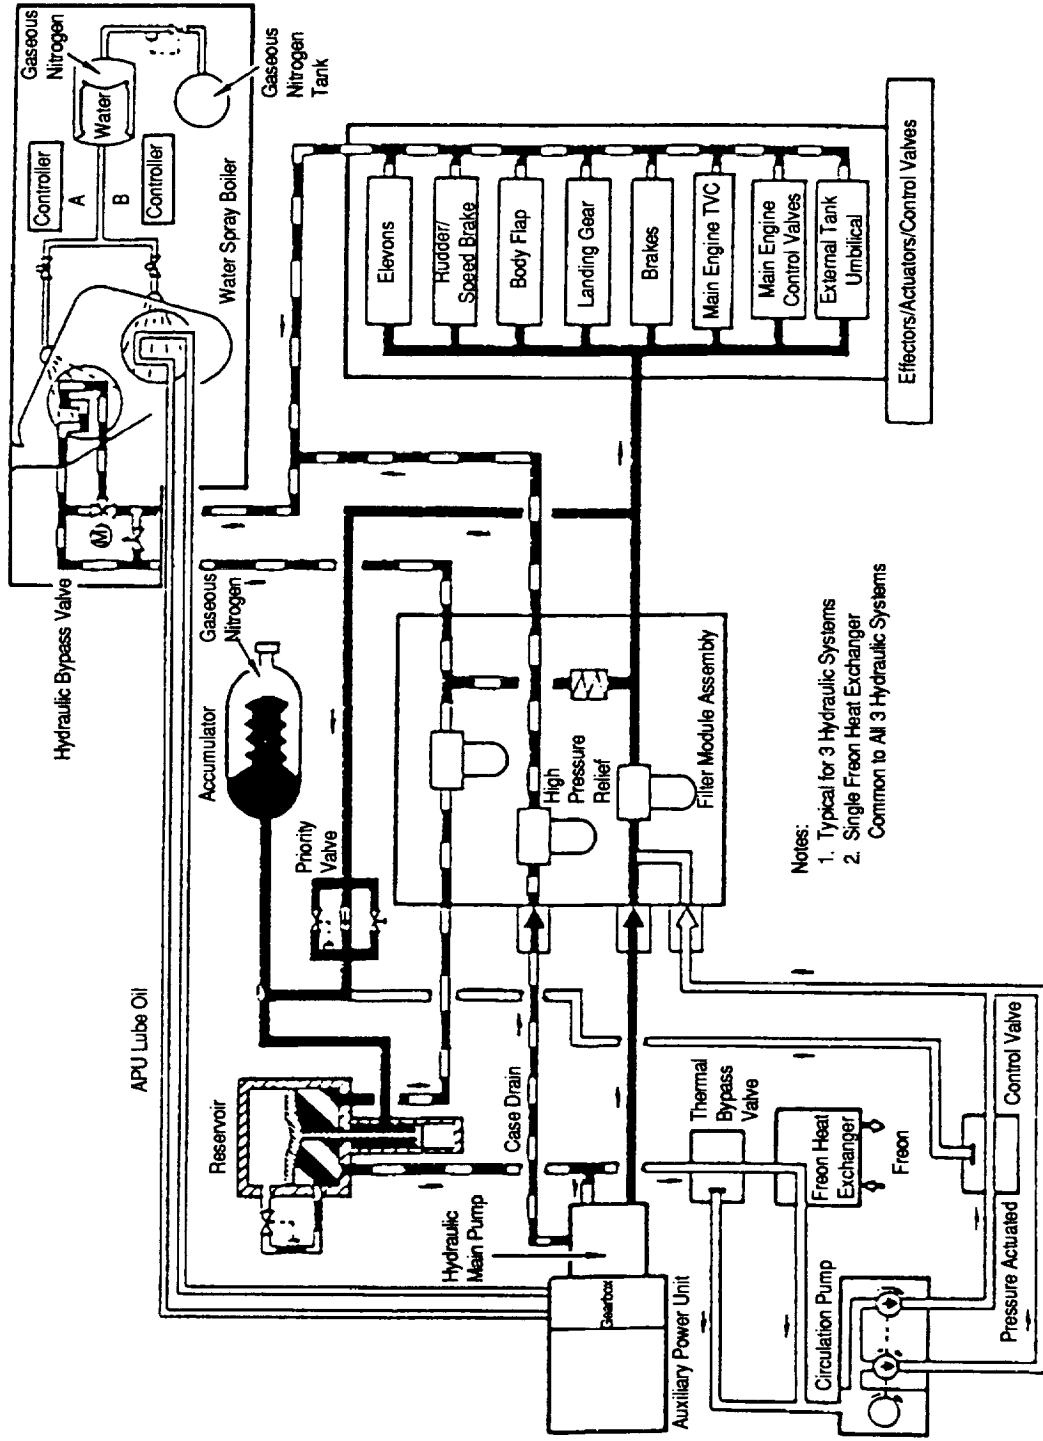 Gaseous
Nitrogen
Water
Gaseous
Nitrogen
Tank
Controller
A
B
Controller
Water Spray Boiler
Hydraulic Bypass Valve
M
Gaseous
Nitrogen
Accumulator
Priority
Valve
APU Lube Oil
Reservoir
Hydraulic
Main Pump
Case Drain
High
Pressure
Relief
Filter Module Assembly
Elevons
Rudder/
Speed Brake
Body Flap
Landing Gear
Brakes
Main Engine TVC
Main Engine
Control Valves
External Tank
Umbilical
Effectors/Actuators/Control Valves
Gearbox
Auxiliary Power Unit
Thermal
Bypass
Valve
Freon Heat
Exchanger
Freon
Circulation Pump
Pressure Actuated
Control Valve
Notes:
1. Typical for 3 Hydraulic Systems
2. Single Freon Heat Exchanger
Common to All 3 Hydraulic Systems